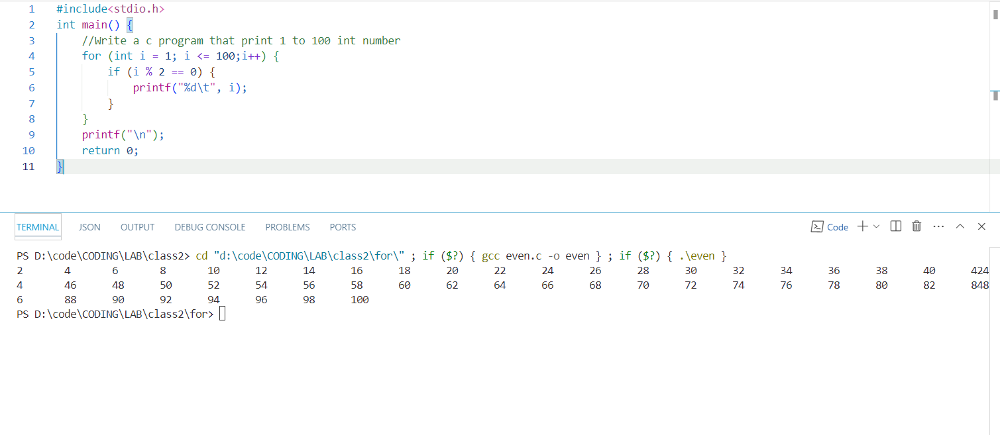 1 #include<stdio.h>
2 int main() {
3 //Write a c program that print 1 to 100 int number
4 for (int i = 1; i <= 100;i++) {
5 if (i % 2 == 0) {
6 printf("%d\t", i);
7 }
8 }
9 printf("\n");
10 return 0;
11 }
TERMINAL JSON OUTPUT DEBUG CONSOLE PROBLEMS PORTS Code
PS D:\code\CODING\LAB\class2> cd "d:\code\CODING\LAB\class2\for\" ; if ($?) { gcc even.c -o even } ; if ($?) { .\even }
2 4 6 8 10 12 14 16 18 20 22 24 26 28 30 32 34 36 38 40 424
4 46 48 50 52 54 56 58 60 62 64 66 68 70 72 74 76 78 80 82 848
6 88 90 92 94 96 98 100
PS D:\code\CODING\LAB\class2\for>